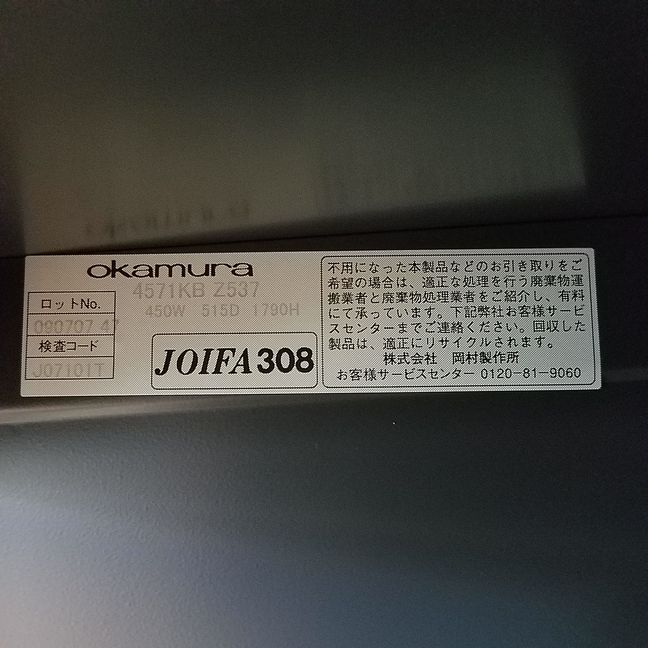 okamura
4571KB Z537
450W 515D 1790H
ロットNo.
090707 47
検査コード
J07101T
JOIFA308
不用になった本製品などのお引き取りをご
希望の場合は、適正な処理を行う廃棄物運
搬業者と廃棄物処理業者をご紹介し、有料
にて承っています。下記弊社お客様サービ
スセンターまでご連絡ください。回収した
製品は、適正にリサイクルされます。
株式会社 岡村製作所
お客様サービスセンター 0120-81-9060